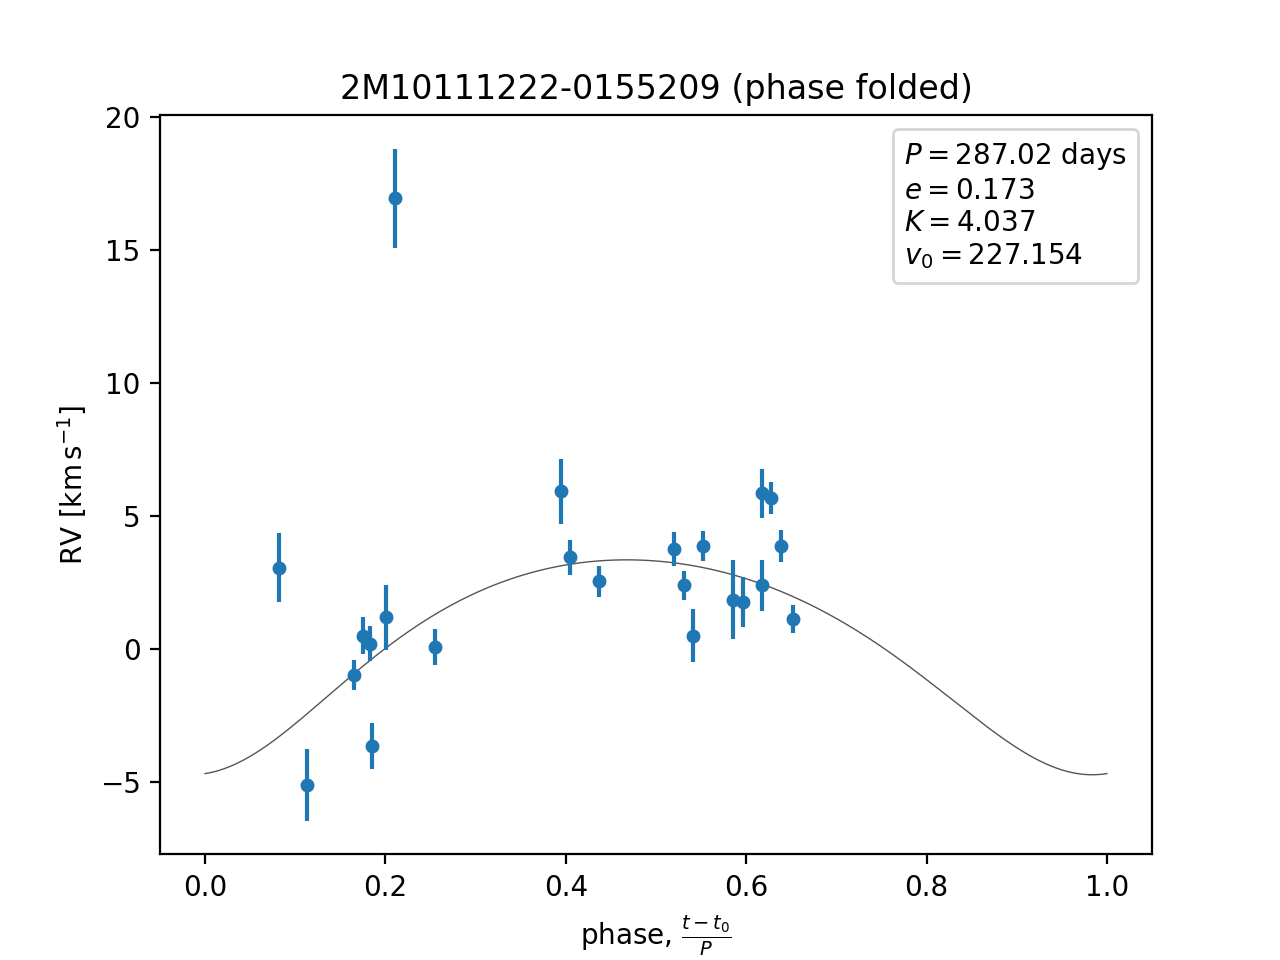 2M10111222-0155209 (phase folded)
P = 287.02 days
e = 0.173
K = 4.037
v₀ = 227.154
20
15
10
5
0
−5
RV [km s⁻¹]
0.0 0.2 0.4 0.6 0.8 1.0
phase, (t − t₀)/P